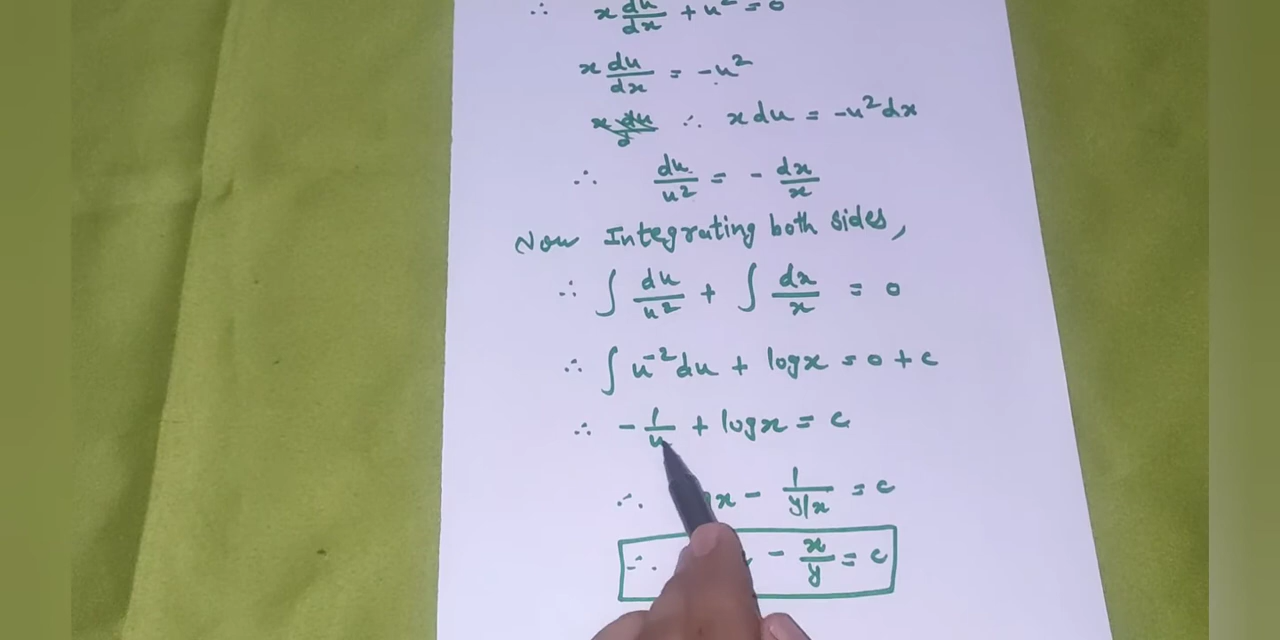 ∴ x du/dx + u² = 0
x du/dx = -u²
∴ x du = -u² dx
∴ du/u² = - dx/x
Now Integrating both sides,
∴ ∫ du/u² + ∫ dx/x = 0
∴ ∫ u⁻² du + log x = 0 + c
∴ - 1/u + log x = c
∴ x - 1/y/x = c
∴ - x/y = c